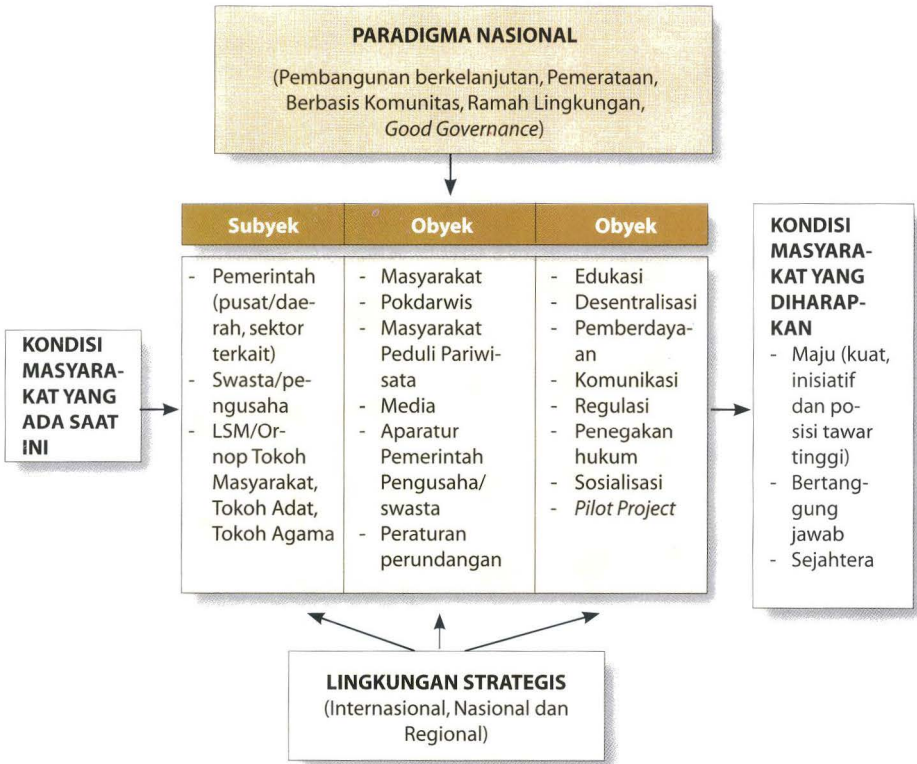 PARADIGMA NASIONAL
(Pembangunan berkelanjutan, Pemerataan,
Berbasis Komunitas, Ramah Lingkungan,
Good Governance)
KONDISI
MASYARA-
KAT YANG
ADA SAAT
INI
Subyek
- Pemerintah
(pusat/dae-
rah, sektor
terkait)
- Swasta/pe-
ngusaha
- LSM/Or-
nop Tokoh
Masyarakat,
Tokoh Adat,
Tokoh Agama
Obyek
- Masyarakat
- Pokdarwis
- Masyarakat
Peduli Pariwi-
sata
- Media
- Aparatur
Pemerintah
Pengusaha/
swasta
- Peraturan
perundangan
Obyek
- Edukasi
- Desentralisasi
- Pemberdaya-
an
- Komunikasi
- Regulasi
- Penegakan
hukum
- Sosialisasi
- Pilot Project
KONDISI
MASYARA-
KAT YANG
DIHARAP-
KAN
- Maju (kuat,
inisiatif
dan po-
sisi tawar
tinggi)
- Bertang-
gung
jawab
- Sejahtera
LINGKUNGAN STRATEGIS
(Internasional, Nasional dan
Regional)